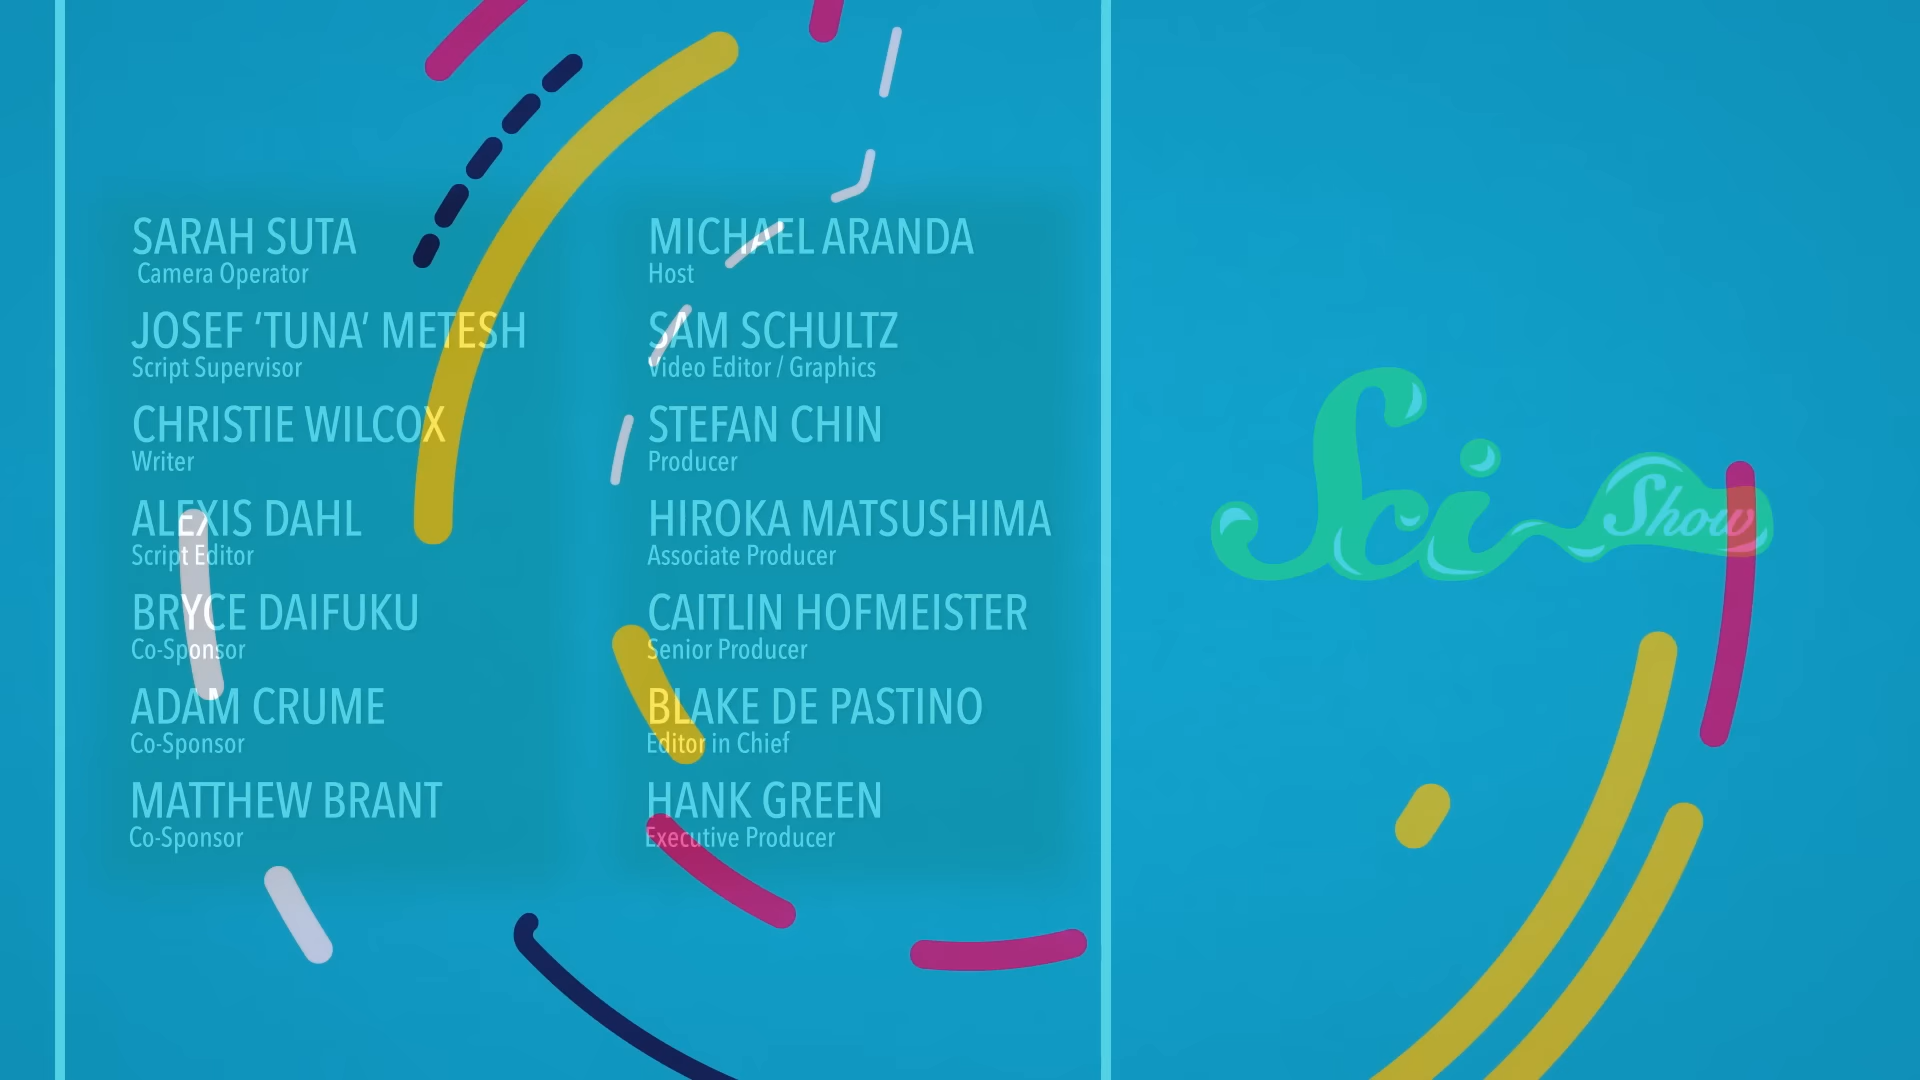 SARAH SUTA
Camera Operator
JOSEF ‘TUNA’ METESH
Script Supervisor
CHRISTIE WILCOX
Writer
ALEXIS DAHL
Script Editor
BRYCE DAIFUKU
Co-Sponsor
ADAM CRUME
Co-Sponsor
MATTHEW BRANT
Co-Sponsor
MICHAEL ARANDA
Host
SAM SCHULTZ
Video Editor / Graphics
STEFAN CHIN
Producer
HIROKA MATSUSHIMA
Associate Producer
CAITLIN HOFMEISTER
Senior Producer
BLAKE DE PASTINO
Editor in Chief
HANK GREEN
Executive Producer
Sci Show